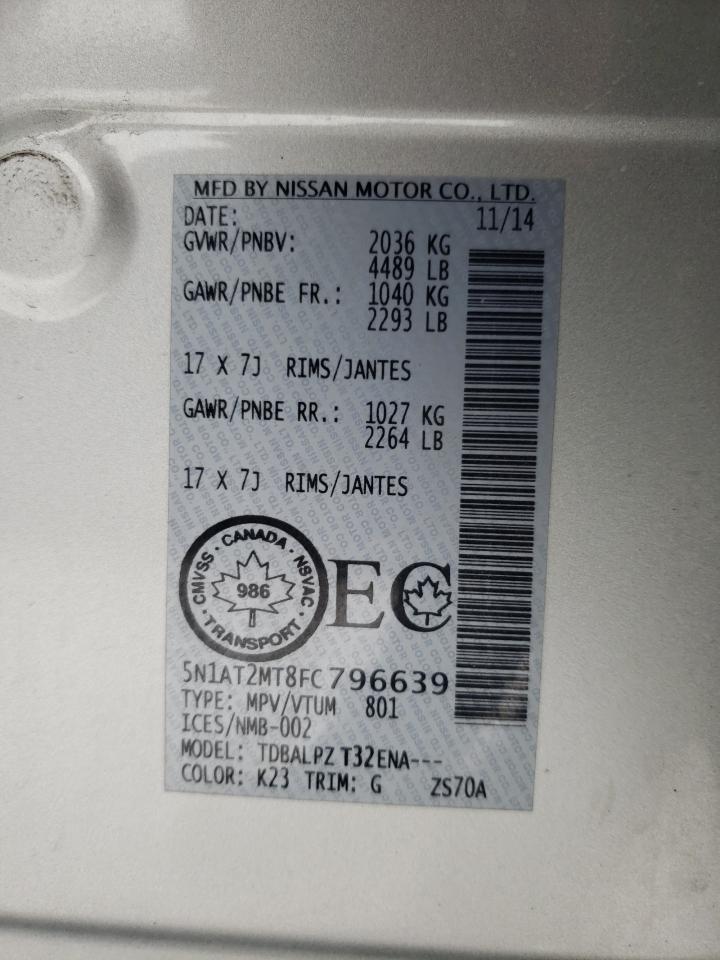 MFD BY NISSAN MOTOR CO., LTD.
DATE: 11/14
GVWR/PNBV: 2036 KG
4489 LB
GAWR/PNBE FR.: 1040 KG
2293 LB
17 X 7J RIMS/JANTES
GAWR/PNBE RR.: 1027 KG
2264 LB
17 X 7J RIMS/JANTES
CMVSS · CANADA · NSVAC · TRANSPORT ·
986
EC
5N1AT2MT8FC796639
TYPE: MPV/VTUM 801
ICES/NMB-002
MODEL: TDBALPZ T32ENA---
COLOR: K23 TRIM: G ZS70A